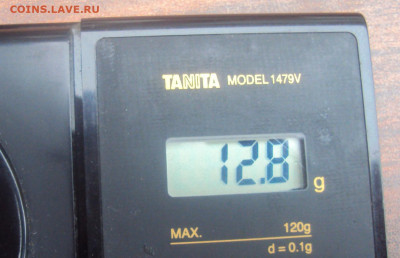 COINS.LAVE.RU
TANITA MODEL 1479V
12.8 g
MAX. 120g
d = 0.1g